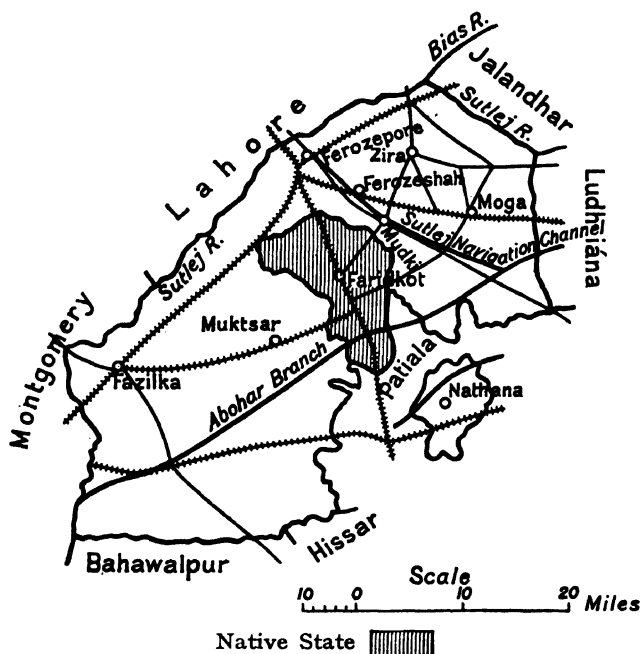 Bias R.
Jalandhar
Sutlej R.
Lahore
Ferozepore
Zira
Ferozeshah
Moga
Ludhiána
Mudki
Sutlej Narigation Channel
Sutlej R.
Faridkot
Montgomery
Muktsar
Fazilka
Abohar Branch
Patiala
Nathana
Hissar
Bahawalpur
Scale
10 0 10 20 Miles
Native State